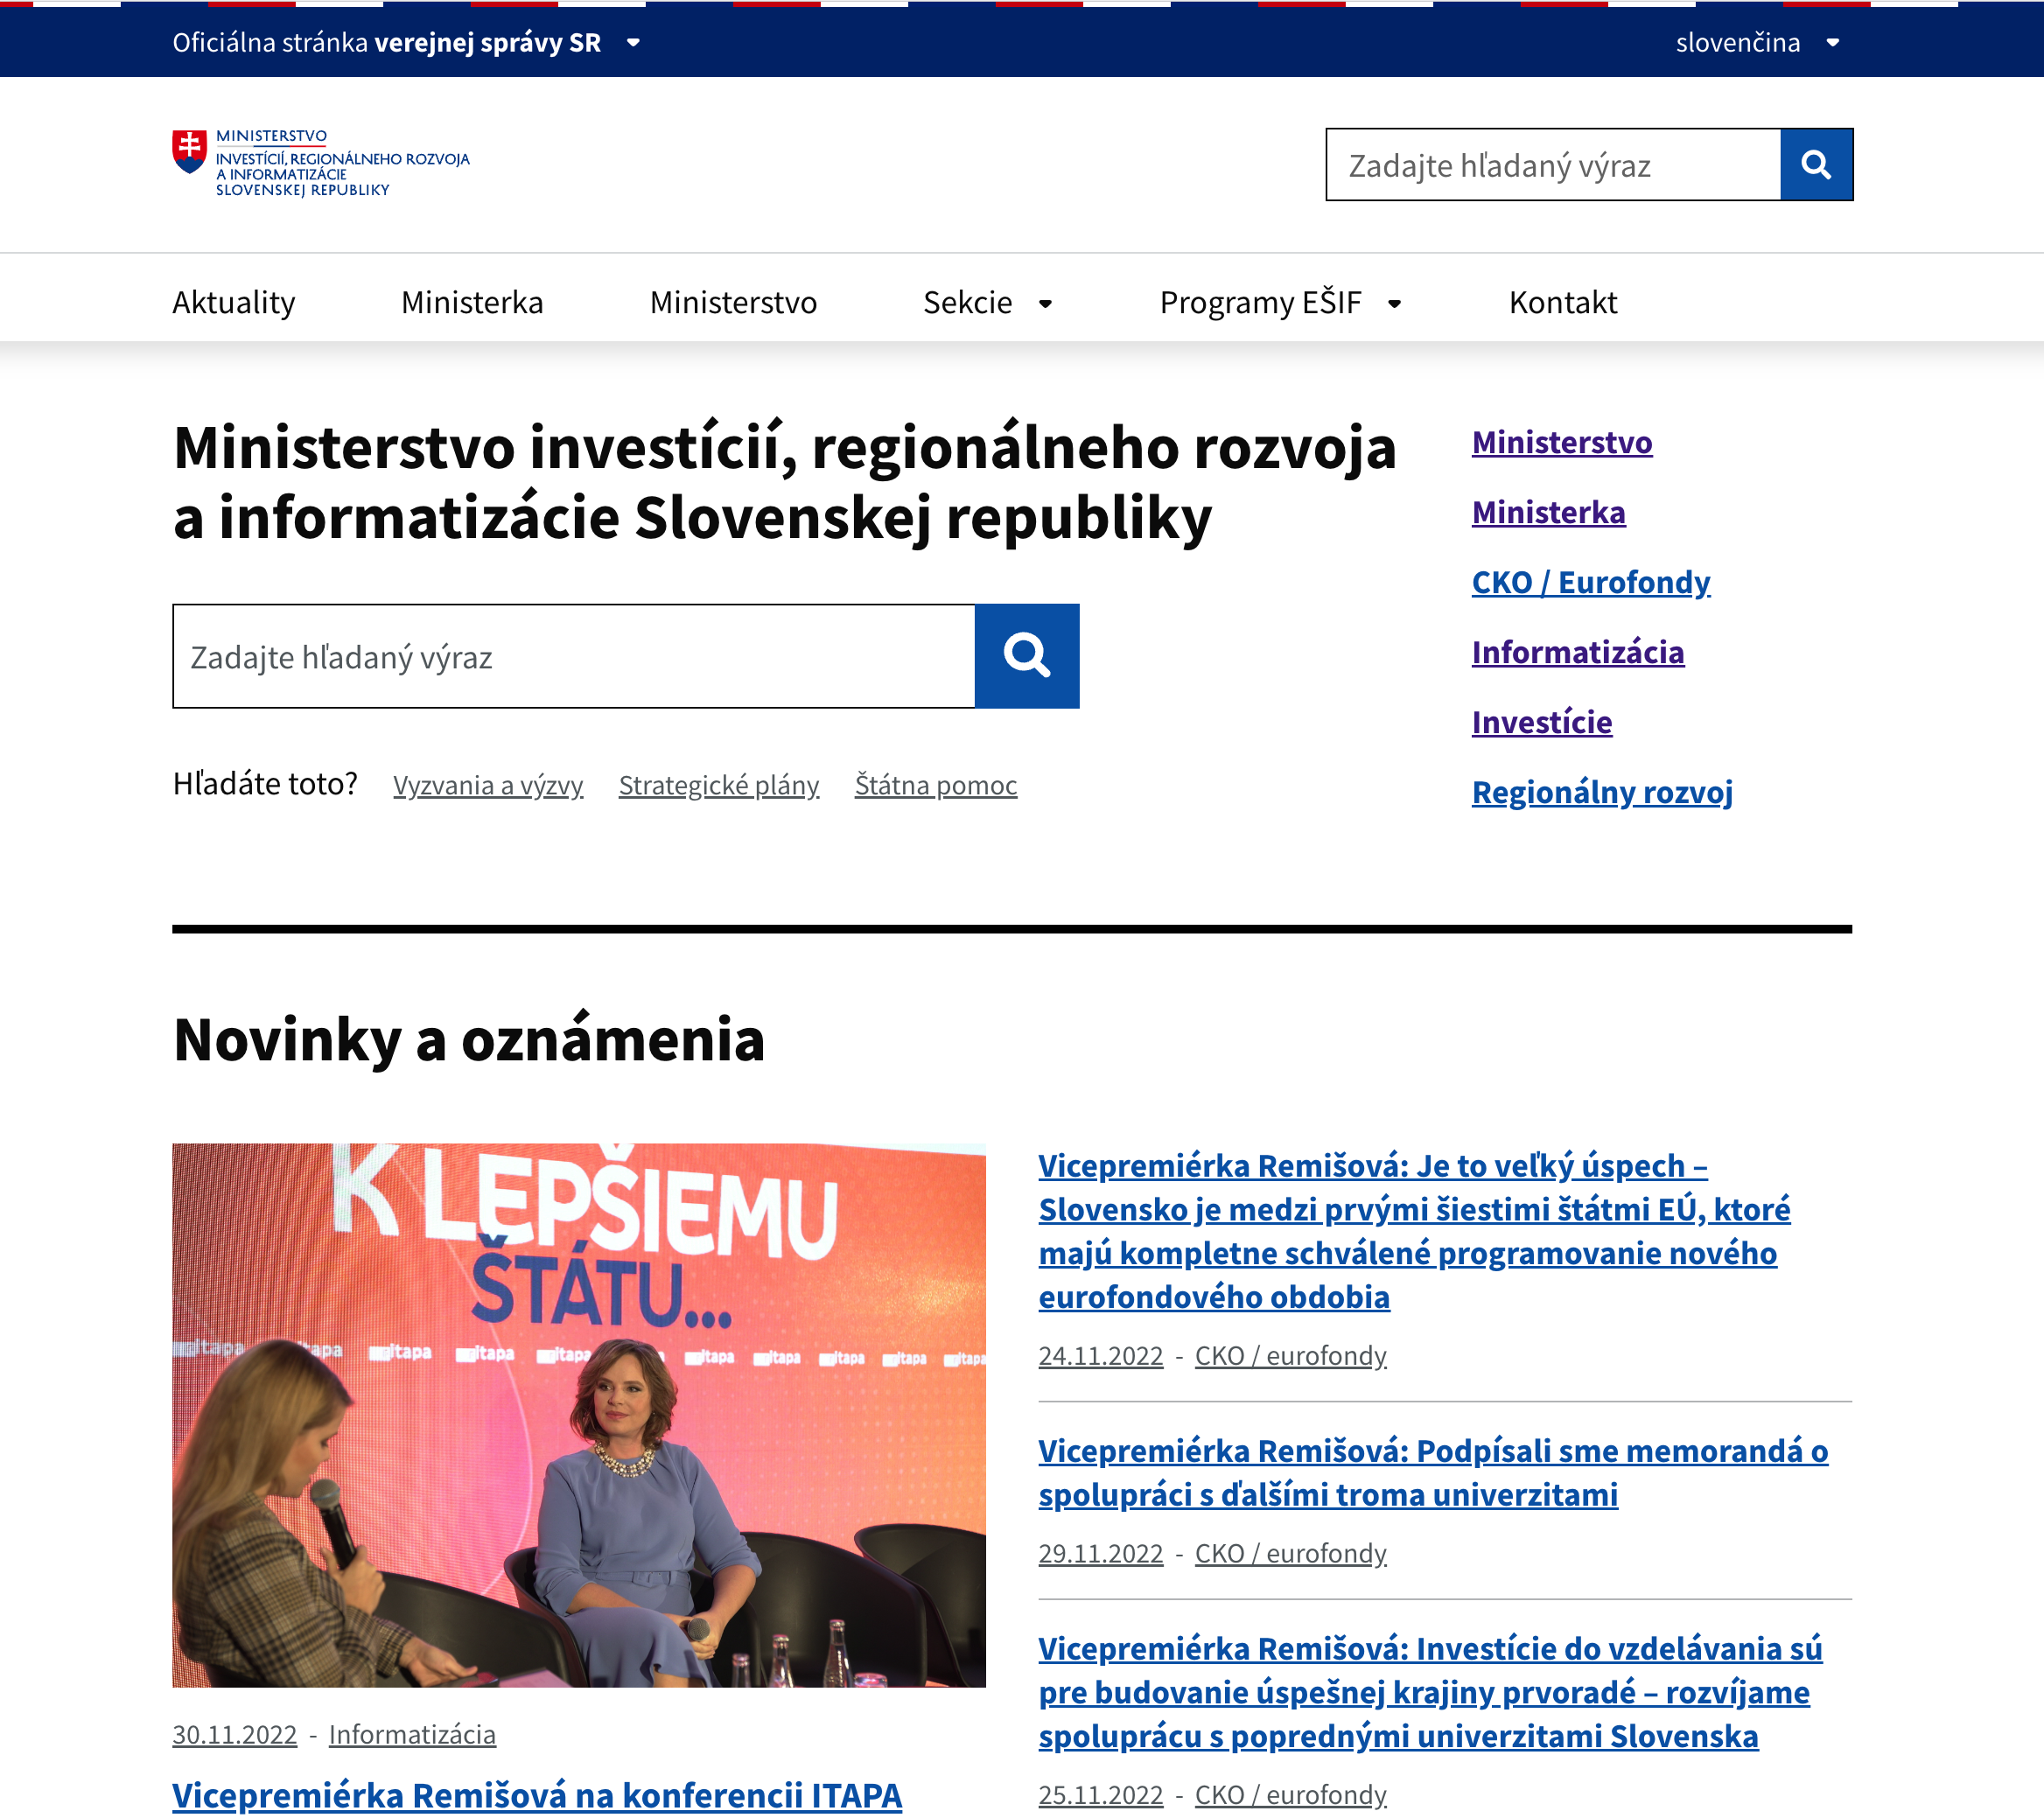 Oficiálna stránka verejnej správy SR
slovenčina
MINISTERSTVO
INVESTÍCIÍ, REGIONÁLNEHO ROZVOJA
A INFORMATIZÁCIE
SLOVENSKEJ REPUBLIKY
Zadajte hľadaný výraz
Aktuality
Ministerka
Ministerstvo
Sekcie
Programy EŠIF
Kontakt
Ministerstvo investícií, regionálneho rozvoja
a informatizácie Slovenskej republiky
Zadajte hľadaný výraz
Hľadáte toto? Vyzvania a výzvy Strategické plány Štátna pomoc
Ministerstvo
Ministerka
CKO / Eurofondy
Informatizácia
Investície
Regionálny rozvoj
Novinky a oznámenia
K LEPŠIEMU
ŠTÁTU...
itapa itapa itapa itapa itapa itapa itapa itapa itapa itapa
30.11.2022 - Informatizácia
Vicepremiérka Remišová na konferencii ITAPA
Vicepremiérka Remišová: Je to veľký úspech –
Slovensko je medzi prvými šiestimi štátmi EÚ, ktoré
majú kompletne schválené programovanie nového
eurofondového obdobia
24.11.2022 - CKO / eurofondy
Vicepremiérka Remišová: Podpísali sme memorandá o
spolupráci s ďalšími troma univerzitami
29.11.2022 - CKO / eurofondy
Vicepremiérka Remišová: Investície do vzdelávania sú
pre budovanie úspešnej krajiny prvoradé – rozvíjame
spoluprácu s poprednými univerzitami Slovenska
25.11.2022 - CKO / eurofondy